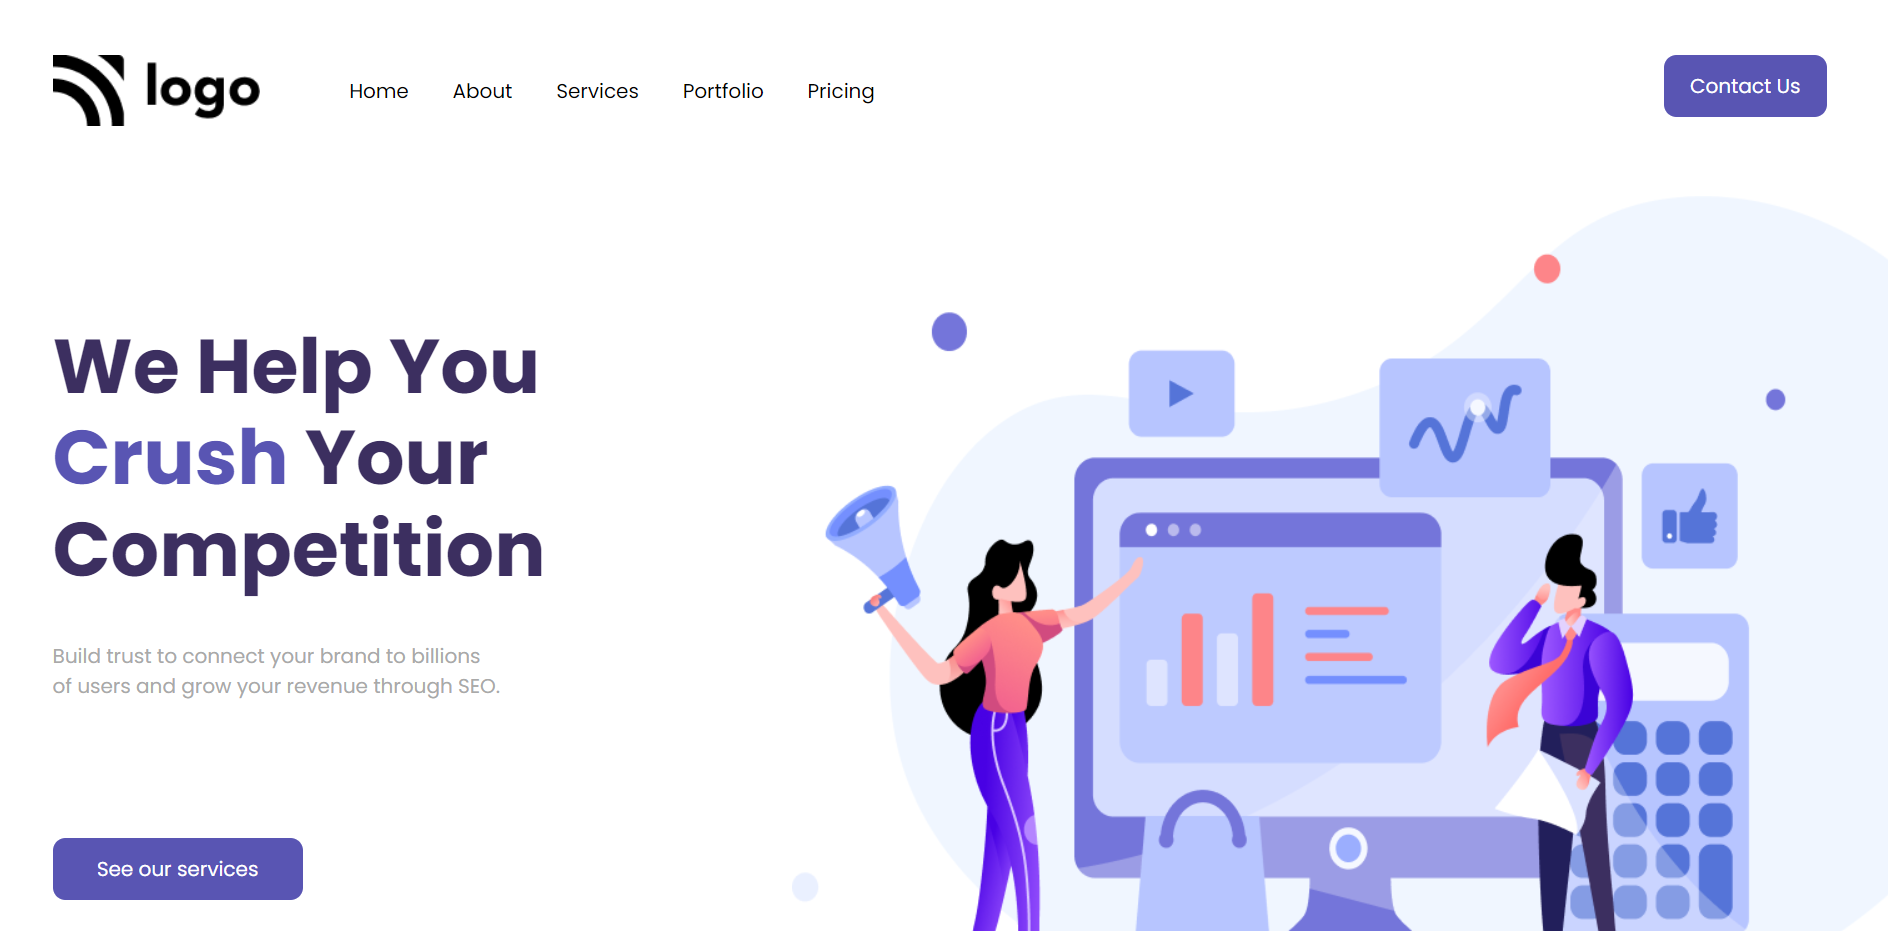 logo
Home About Services Portfolio Pricing
Contact Us
We Help You
Crush Your
Competition
Build trust to connect your brand to billions
of users and grow your revenue through SEO.
See our services